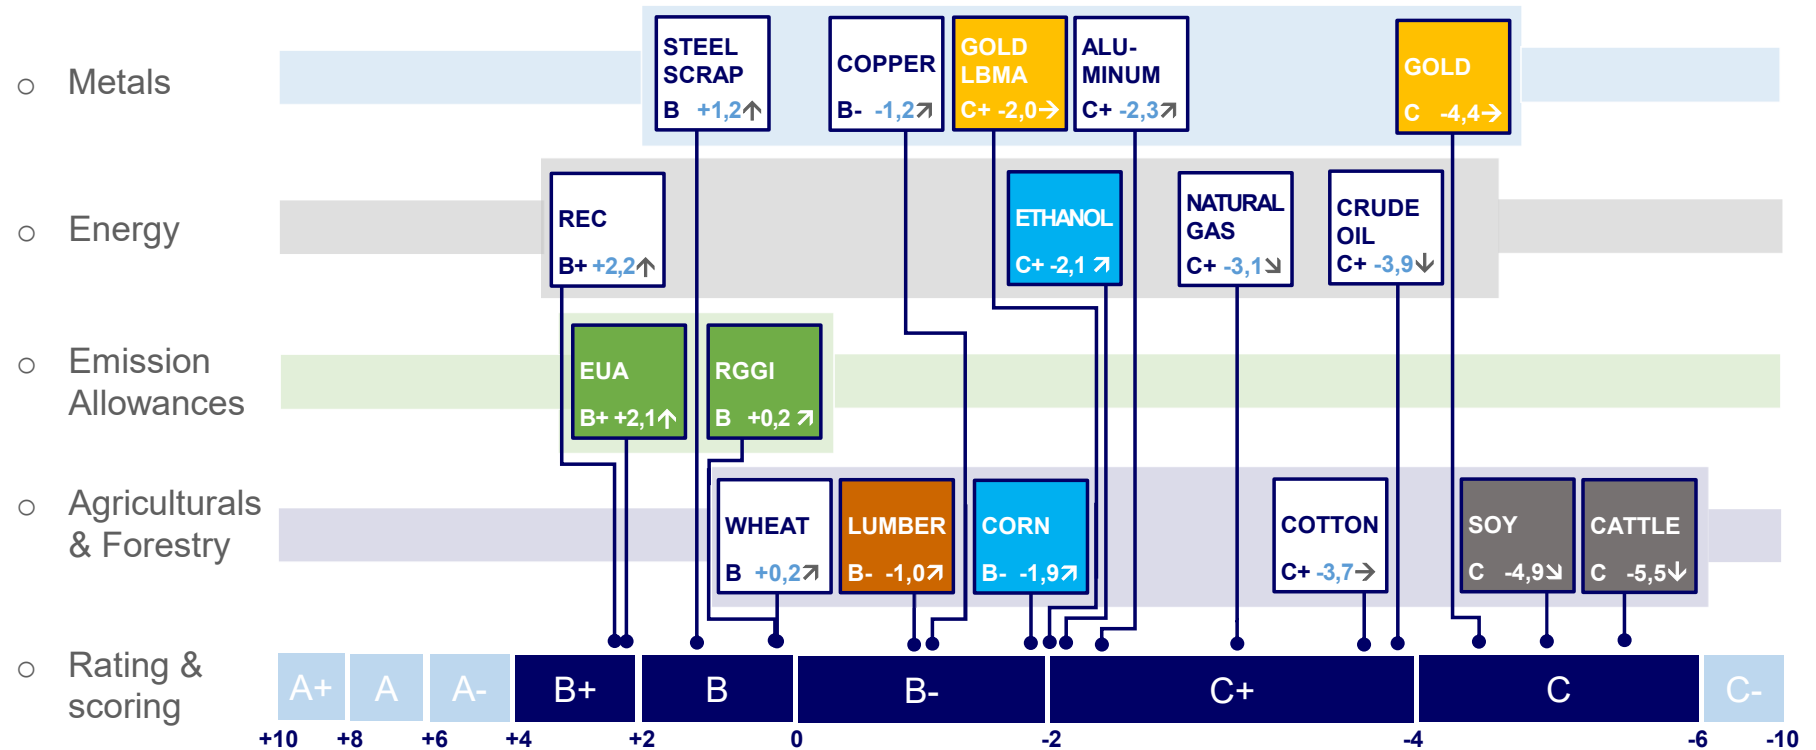 ○ Metals
STEEL
SCRAP
B +1,2↑
COPPER
B- -1,2↗
GOLD
LBMA
C+ -2,0→
ALU-
MINUM
C+ -2,3↗
GOLD
C -4,4→
○ Energy
REC
B+ +2,2↑
ETHANOL
C+ -2,1 ↗
NATURAL
GAS
C+ -3,1↘
CRUDE
OIL
C+ -3,9↓
○ Emission
Allowances
EUA
B+ +2,1↑
RGGI
B +0,2 ↗
○ Agriculturals
& Forestry
WHEAT
B +0,2↗
LUMBER
B- -1,0↗
CORN
B- -1,9↗
COTTON
C+ -3,7→
SOY
C -4,9↘
CATTLE
C -5,5↓
○ Rating &
scoring
A+ A A- B+ B B- C+ C C-
+10 +8 +6 +4 +2 0 -2 -4 -6 -10